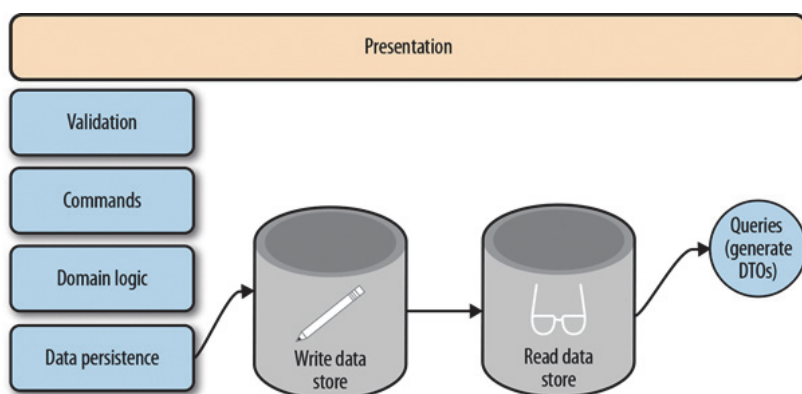 Presentation
Validation
Commands
Domain logic
Data persistence
Write data
store
Read data
store
Queries
(generate
DTOs)